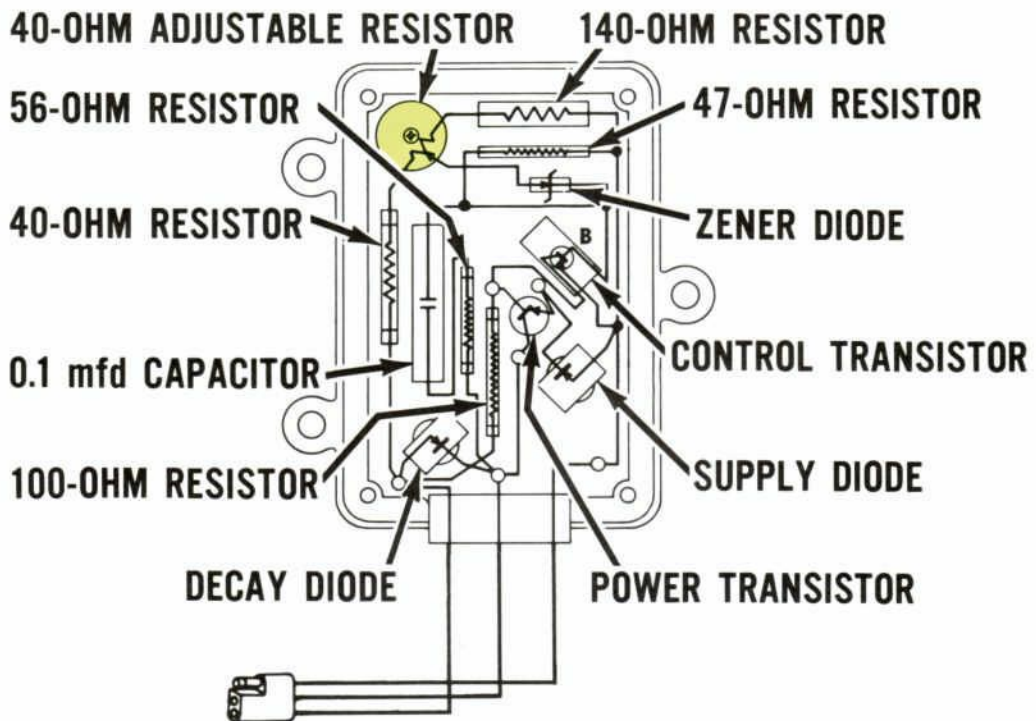 40-OHM ADJUSTABLE RESISTOR
140-OHM RESISTOR
56-OHM RESISTOR
47-OHM RESISTOR
40-OHM RESISTOR
ZENER DIODE
B
CONTROL TRANSISTOR
0.1 mfd CAPACITOR
100-OHM RESISTOR
SUPPLY DIODE
DECAY DIODE
POWER TRANSISTOR